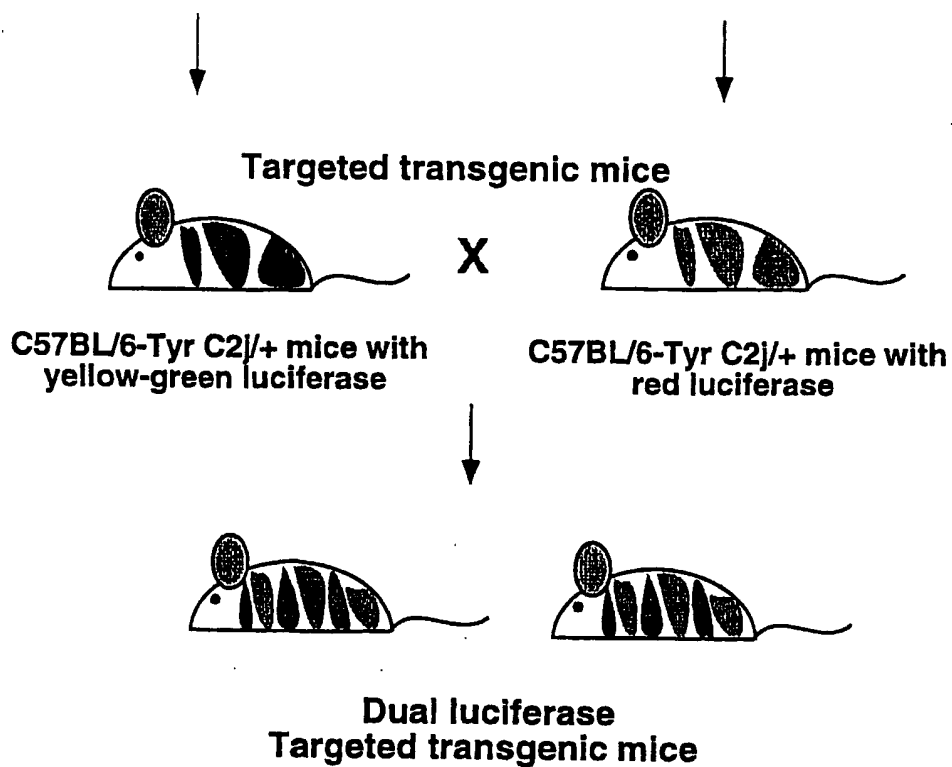 Targeted transgenic mice
X
C57BL/6-Tyr C2j/+ mice with
yellow-green luciferase
C57BL/6-Tyr C2j/+ mice with
red luciferase
Dual luciferase
Targeted transgenic mice